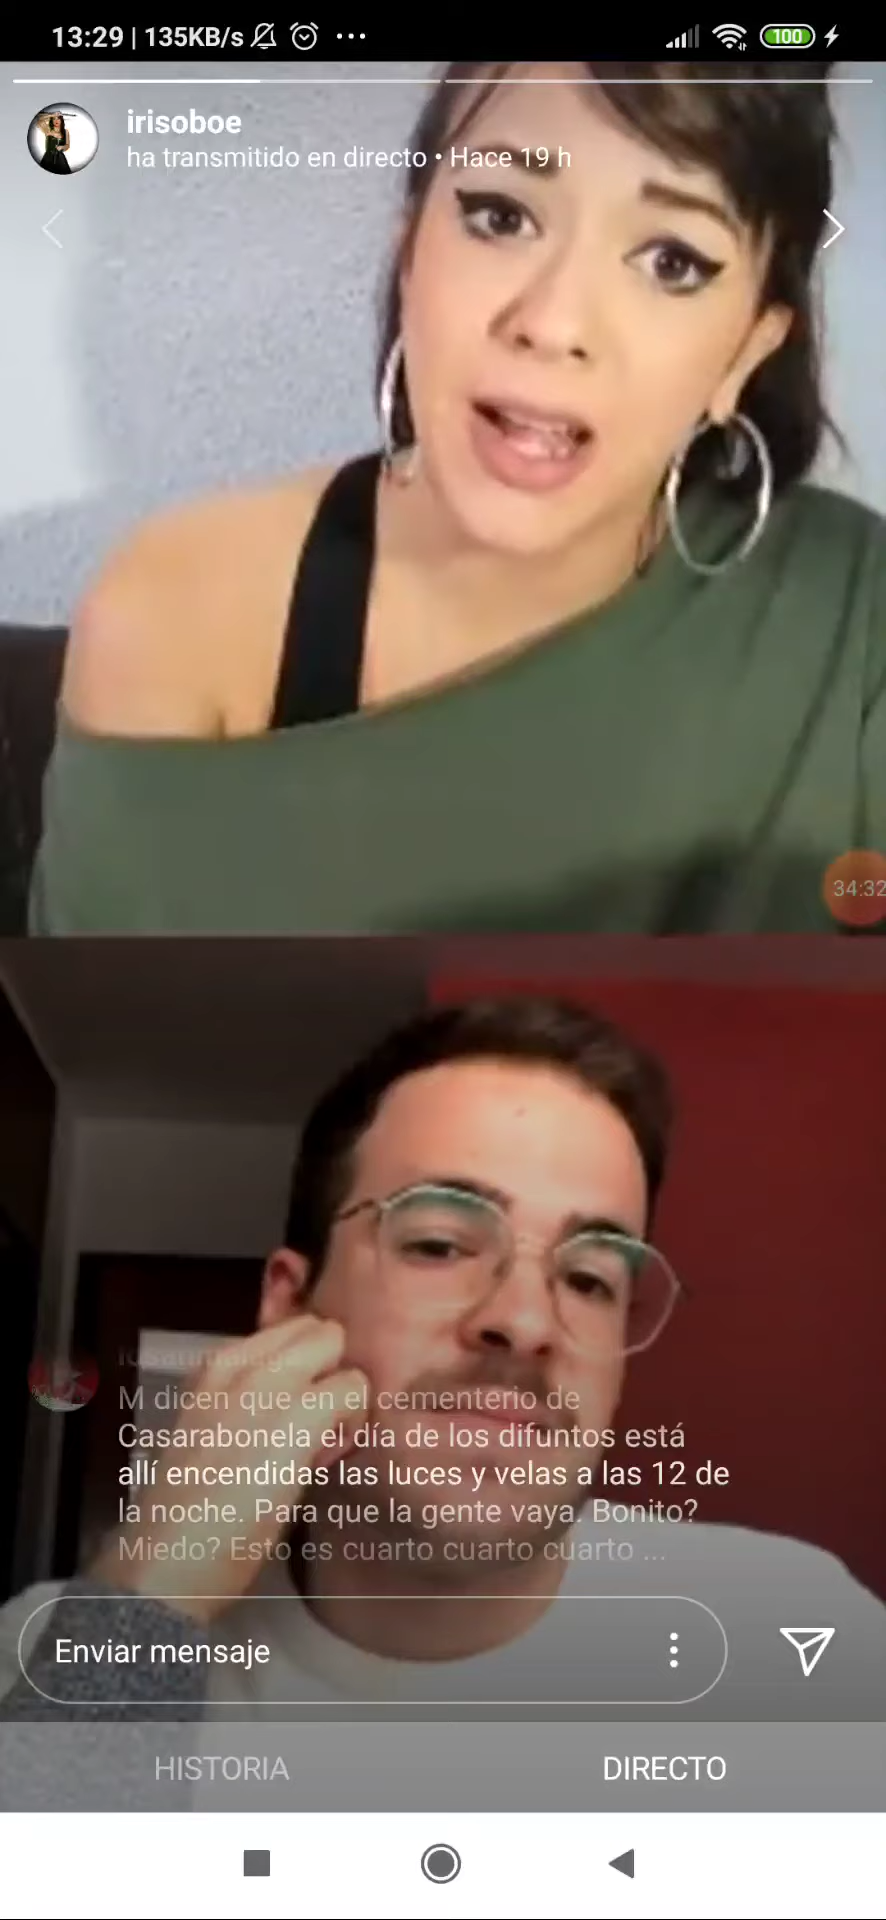 13:29 | 135KB/s
100
irisoboe
ha transmitido en directo • Hace 19 h
34:32
M dicen que en el cementerio de
Casarabonela el día de los difuntos está
allí encendidas las luces y velas a las 12 de
la noche. Para que la gente vaya. Bonito?
Miedo? Esto es cuarto cuarto cuarto ...
Enviar mensaje
HISTORIA
DIRECTO